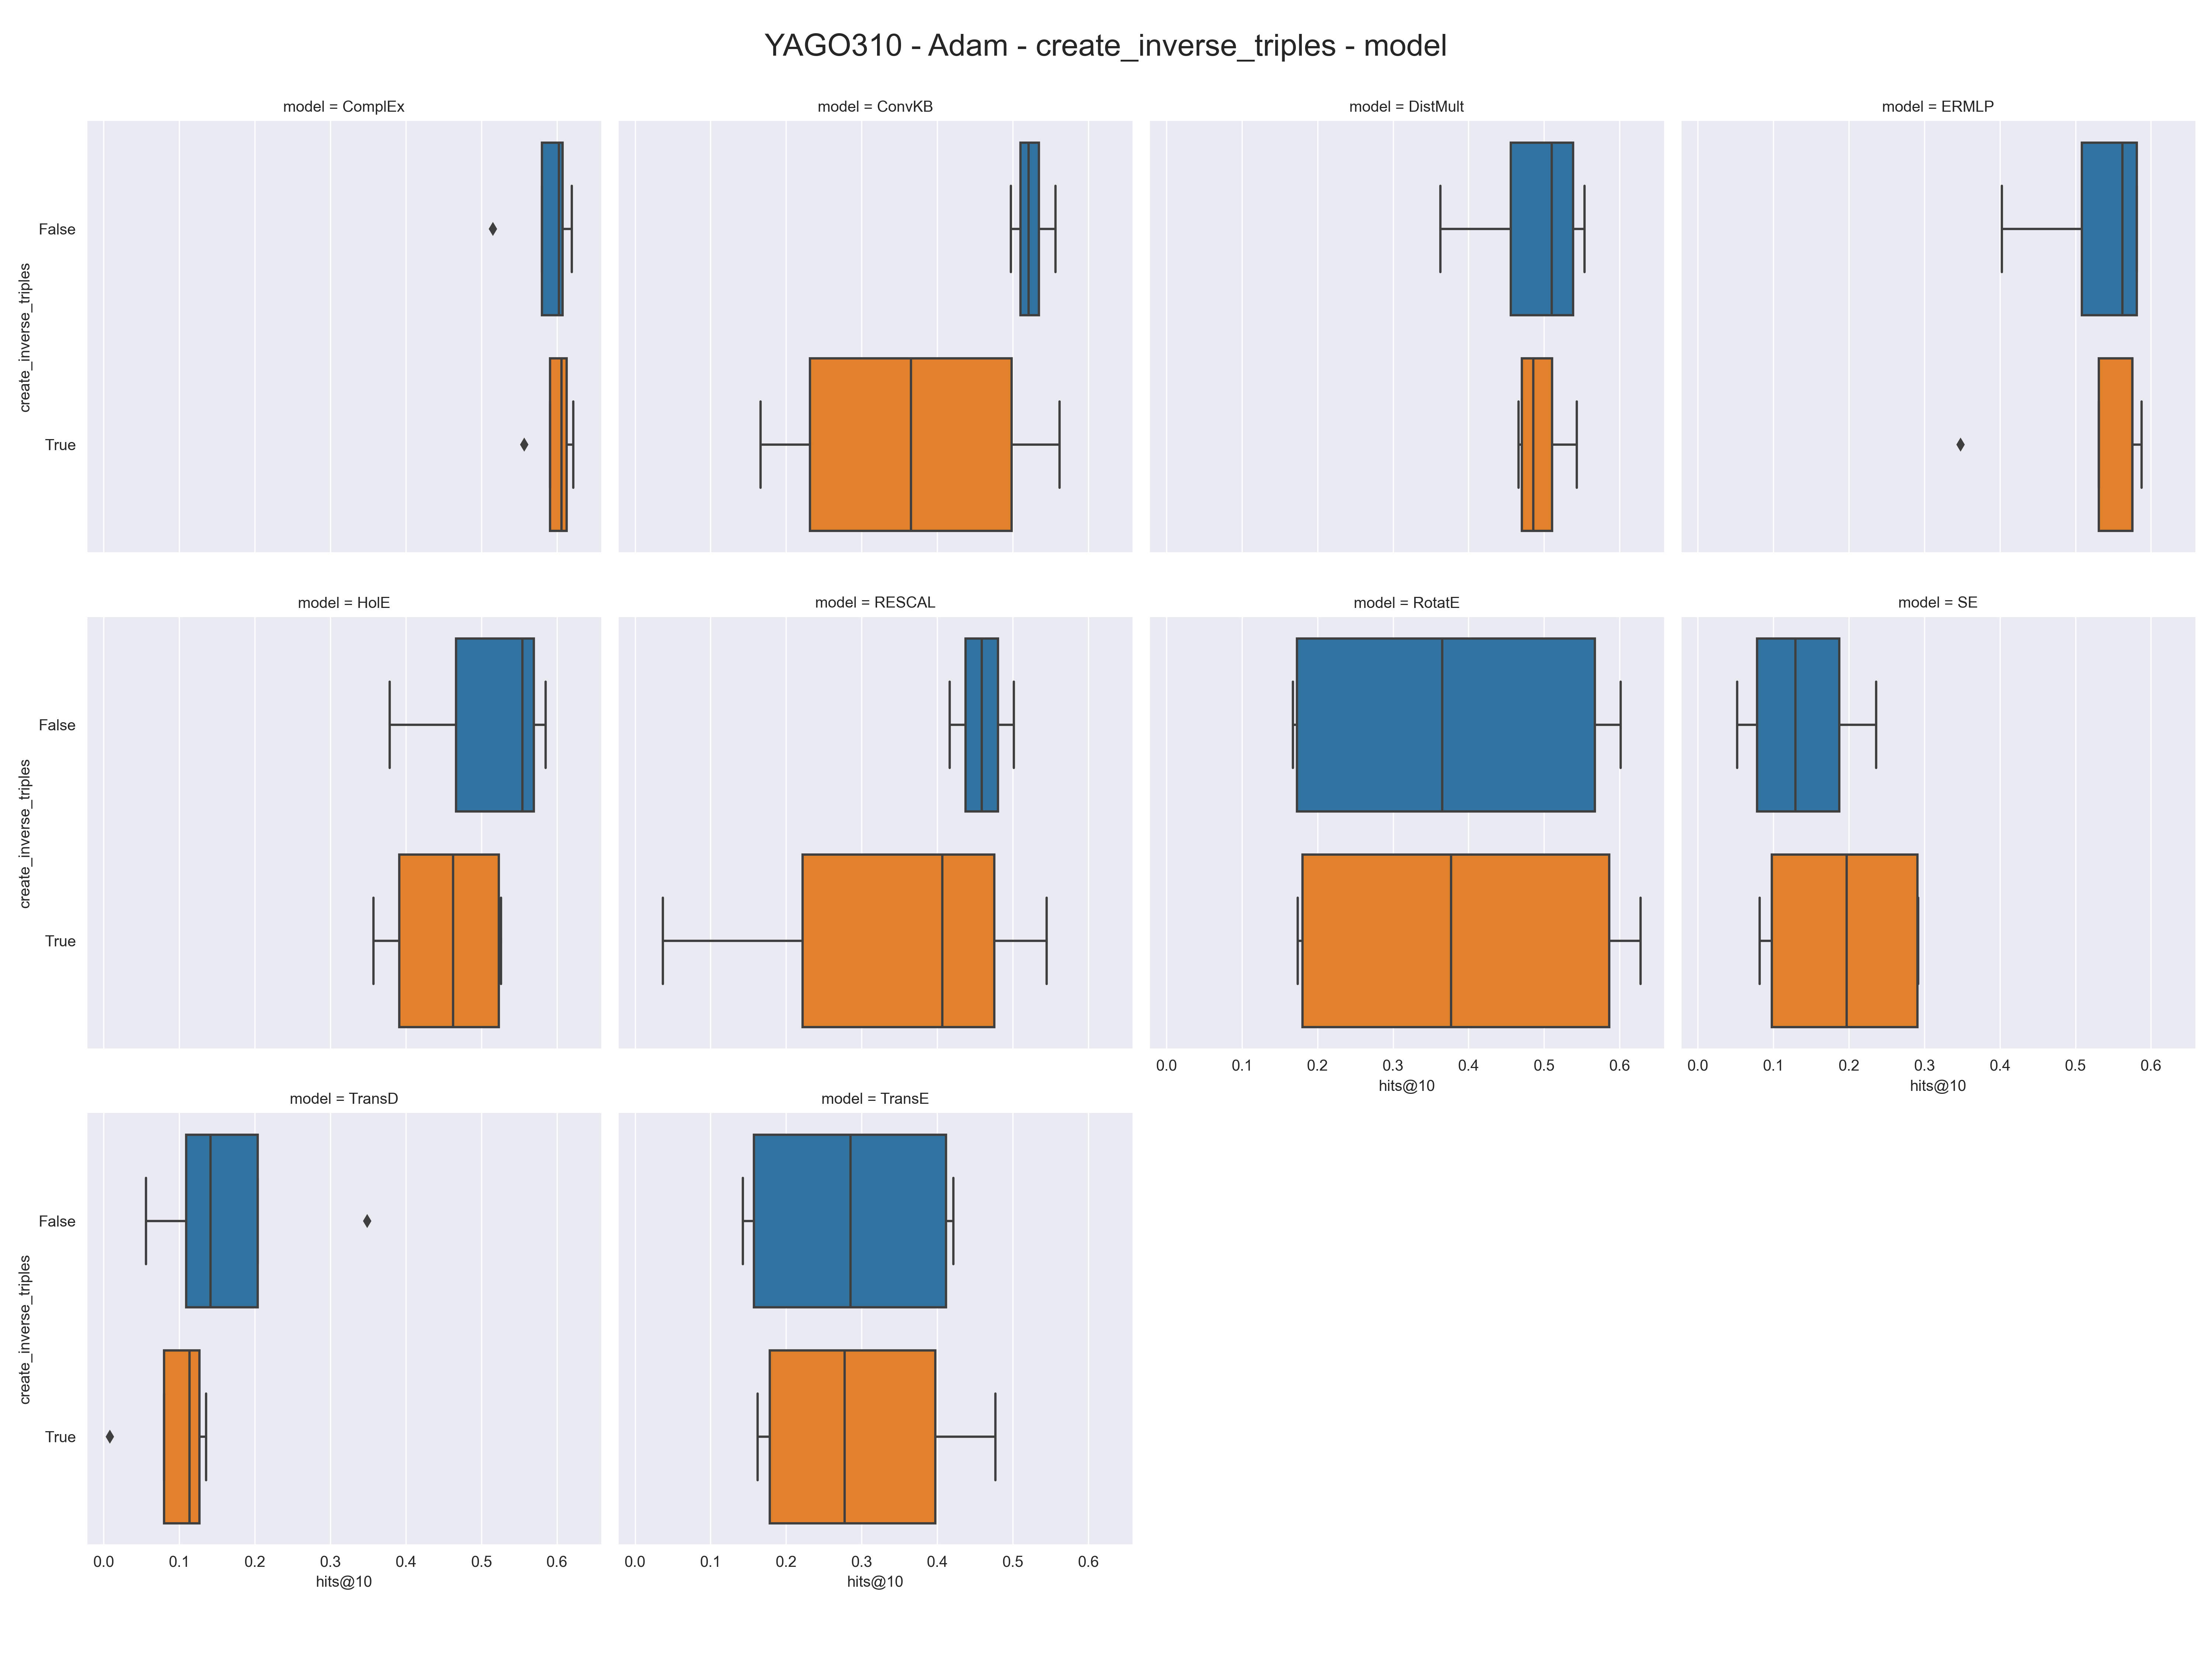 YAGO310 - Adam - create_inverse_triples - model
model = ComplEx
model = ConvKB
model = DistMult
model = ERMLP
create_inverse_triples
False
True
model = HolE
model = RESCAL
model = RotatE
model = SE
create_inverse_triples
False
True
0.0 0.1 0.2 0.3 0.4 0.5 0.6
hits@10
0.0 0.1 0.2 0.3 0.4 0.5 0.6
hits@10
model = TransD
model = TransE
create_inverse_triples
False
True
0.0 0.1 0.2 0.3 0.4 0.5 0.6
hits@10
0.0 0.1 0.2 0.3 0.4 0.5 0.6
hits@10